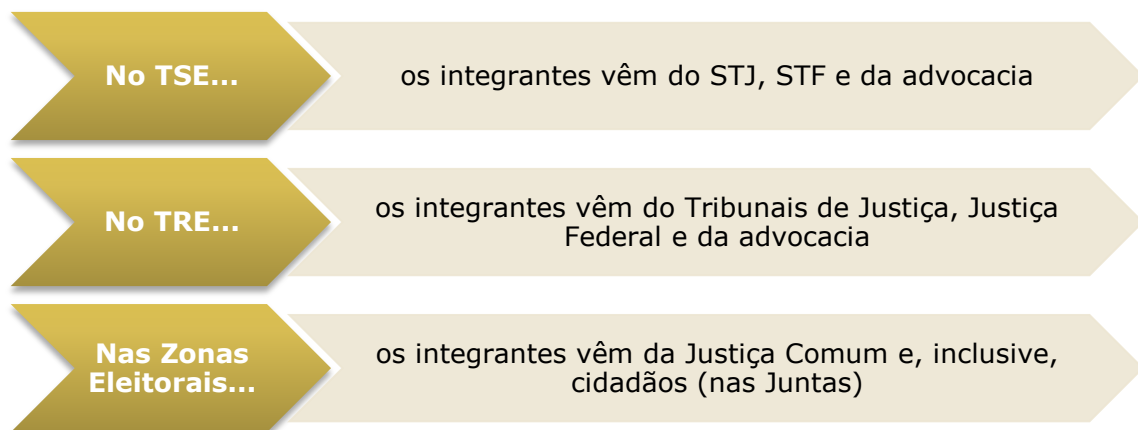 No TSE...
os integrantes vêm do STJ, STF e da advocacia
No TRE...
os integrantes vêm do Tribunais de Justiça, Justiça
Federal e da advocacia
Nas Zonas
Eleitorais...
os integrantes vêm da Justiça Comum e, inclusive,
cidadãos (nas Juntas)